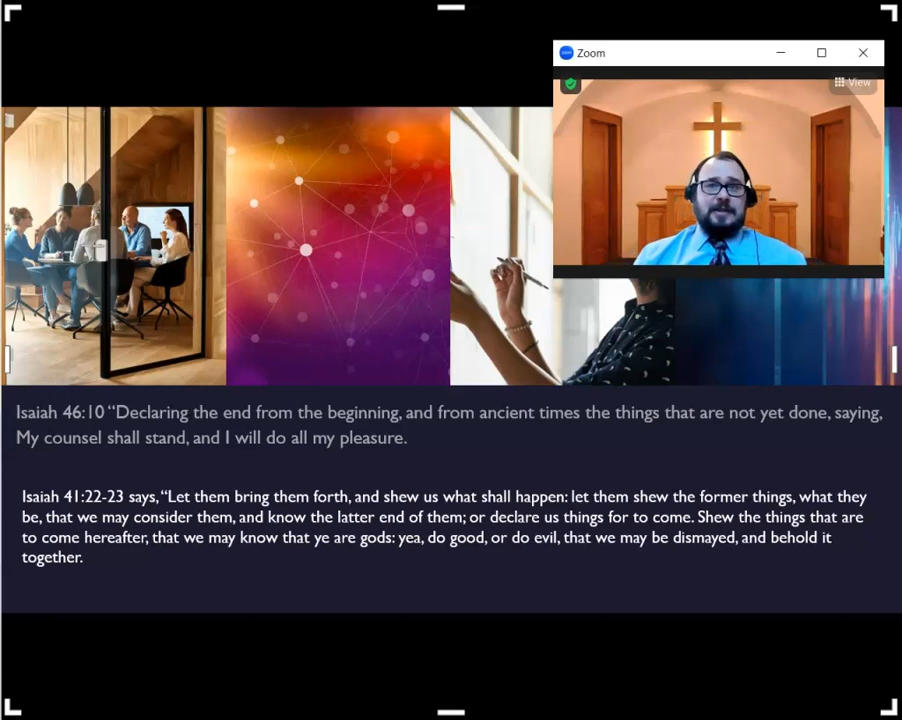 Zoom
View
Isaiah 46:10 “Declaring the end from the beginning, and from ancient times the things that are not yet done, saying,
My counsel shall stand, and I will do all my pleasure.
Isaiah 41:22-23 says, “Let them bring them forth, and shew us what shall happen: let them shew the former things, what they
be, that we may consider them, and know the latter end of them; or declare us things for to come. Shew the things that are
to come hereafter, that we may know that ye are gods: yea, do good, or do evil, that we may be dismayed, and behold it
together.